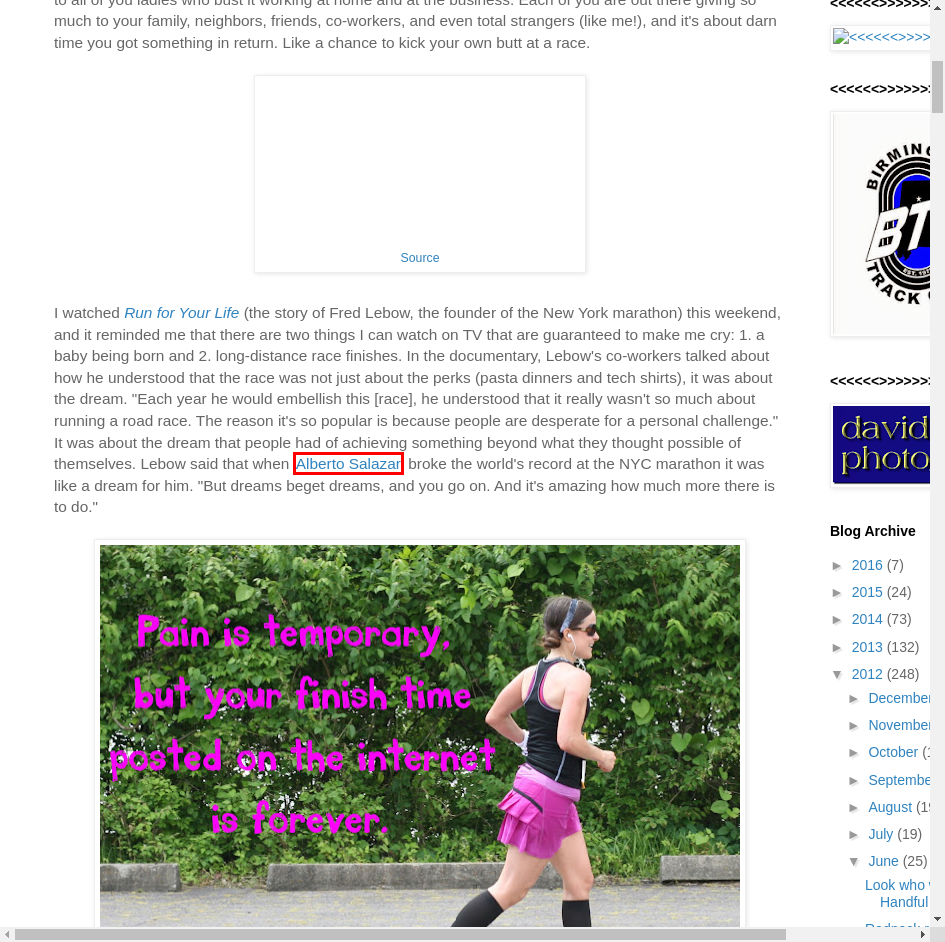 to all of you ladies who bust it working at home and at the business. Each of you are out there giving so
much to your family, neighbors, friends, co-workers, and even total strangers (like me!), and it's about darn
time you got something in return. Like a chance to kick your own butt at a race.
Source
I watched Run for Your Life (the story of Fred Lebow, the founder of the New York marathon) this weekend,
and it reminded me that there are two things I can watch on TV that are guaranteed to make me cry: 1. a
baby being born and 2. long-distance race finishes. In the documentary, Lebow's co-workers talked about
how he understood that the race was not just about the perks (pasta dinners and tech shirts), it was about
the dream. "Each year he would embellish this [race], he understood that it really wasn't so much about
running a road race. The reason it's so popular is because people are desperate for a personal challenge."
It was about the dream that people had of achieving something beyond what they thought possible of
themselves. Lebow said that when Alberto Salazar broke the world's record at the NYC marathon it was
like a dream for him. "But dreams beget dreams, and you go on. And it's amazing how much more there is
to do."
Pain is temporary,
but your finish time
posted on the internet
is forever.
<<<<<<>>>>>>
<<<<<<>>>>
<<<<<<>>>>>>
BIRMING
BT
EST. 19
TRACK C
<<<<<<>>>>>>
david
photo
Blog Archive
► 2016 (7)
► 2015 (24)
► 2014 (73)
► 2013 (132)
▼ 2012 (248)
► December
► November
► October (1
► Septembe
► August (19
► July (19)
▼ June (25)
Look who
Handful